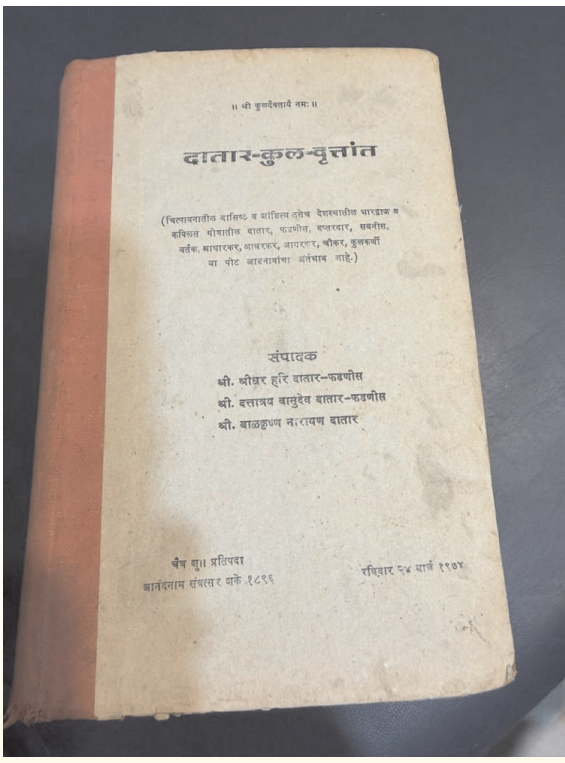 ॥ श्री कुलदेवतायै नमः ॥
दातार-कुल-वृत्तांत
(चित्पावनातील वासिष्ठ व शांडिल्य तसेच देशस्थातील भारद्वाज व
कपिलस गोत्रातील दातार, फडणीस, दप्तरदार, सबनीस,
वर्तक, आधारकर, आघरकर, आगरकर, चौकर, कुलकर्णी
या पोट आडनावांचा अंतर्भाव आहे.)
संपादक
श्री. श्रीधर हरि दातार-फडणीस
श्री. दत्तात्रय वासुदेव दातार-फडणीस
श्री. बाळकृष्ण नारायण दातार
चैत्र शु॥ प्रतिपदा
आनंदनाम संवत्सर शके १८९६
रविवार २४ मार्च १९७४